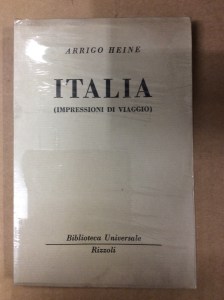 ARRIGO HEINE
ITALIA
(IMPRESSIONI DI VIAGGIO)
Biblioteca Universale
Rizzoli